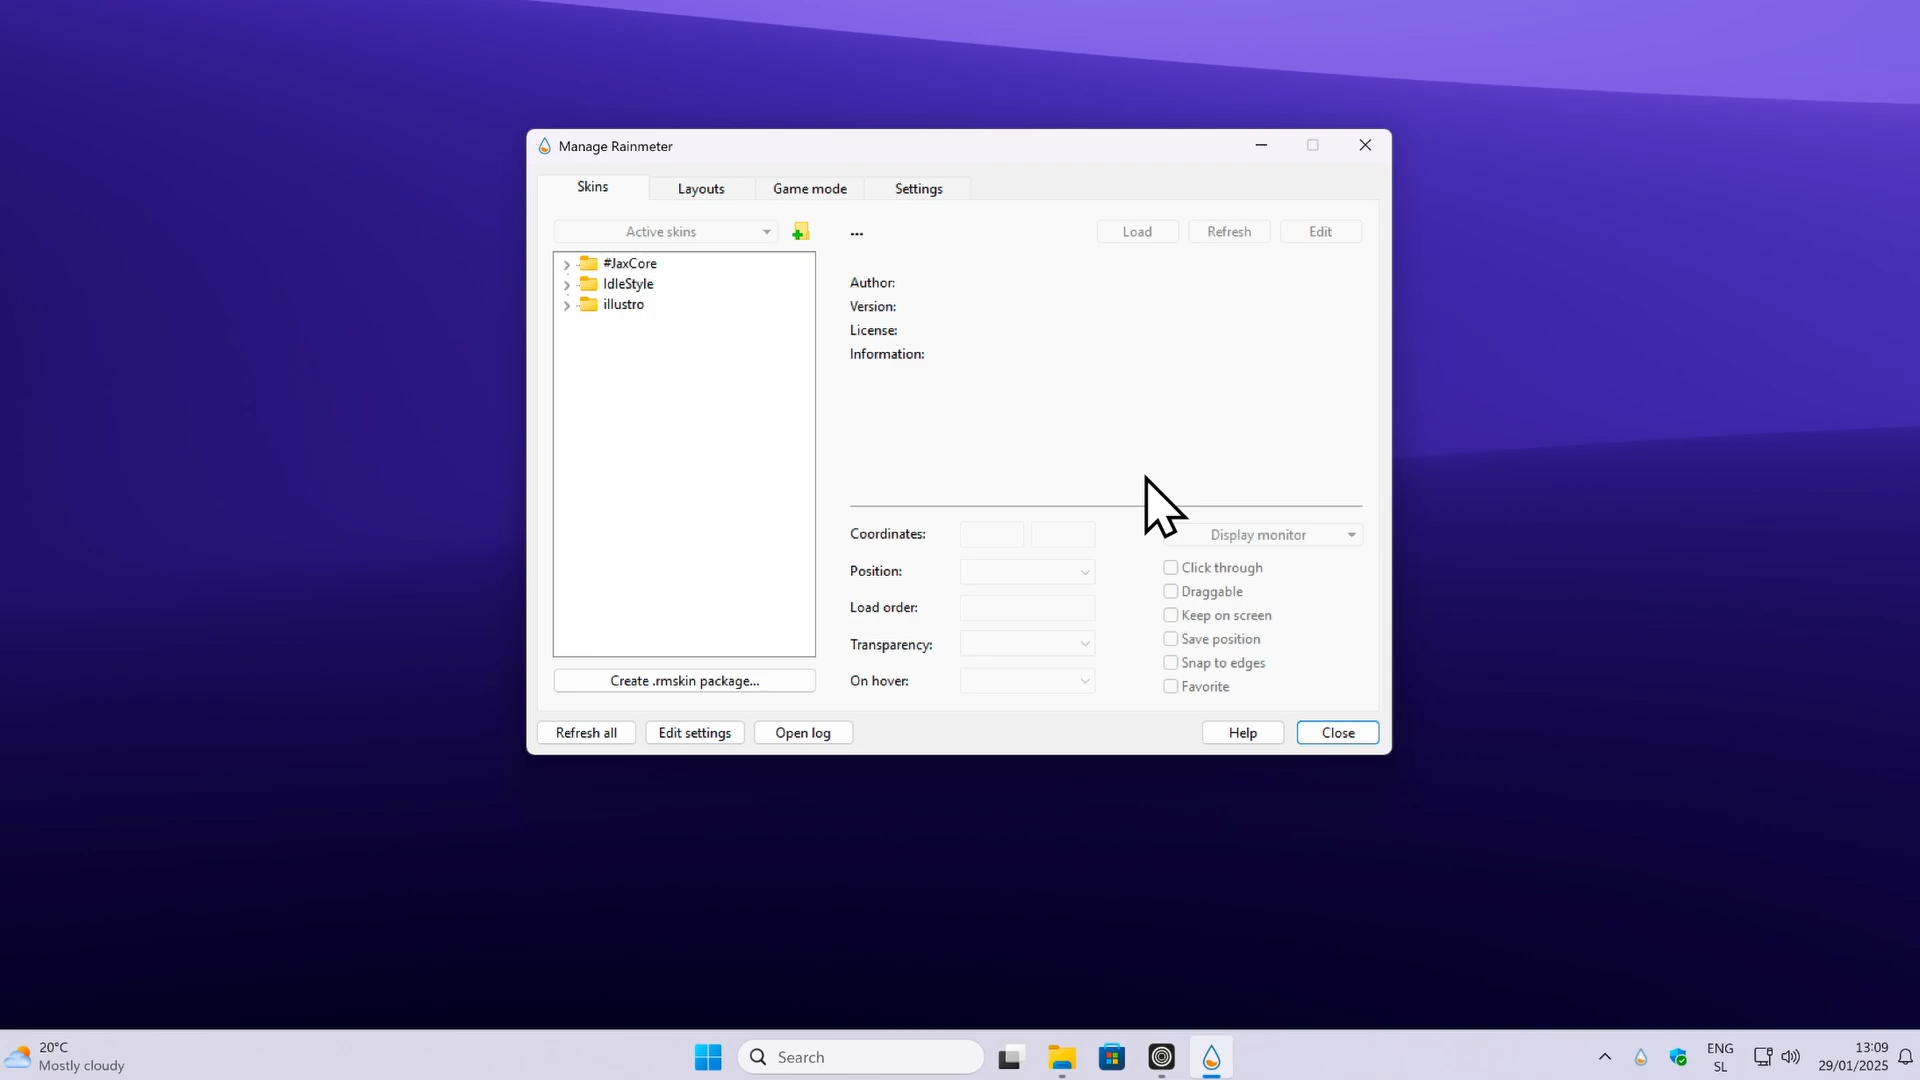 Manage Rainmeter
Skins
Layouts
Game mode
Settings
Active skins
...
Load
Refresh
Edit
#JaxCore
IdleStyle
illustro
Author:
Version:
License:
Information:
Coordinates:
Display monitor
Position:
Click through
Draggable
Load order:
Keep on screen
Transparency:
Save position
Snap to edges
On hover:
Favorite
Create .rmskin package...
Refresh all
Edit settings
Open log
Help
Close
20°C
Mostly cloudy
Search
ENG
SL
13:09
29/01/2025